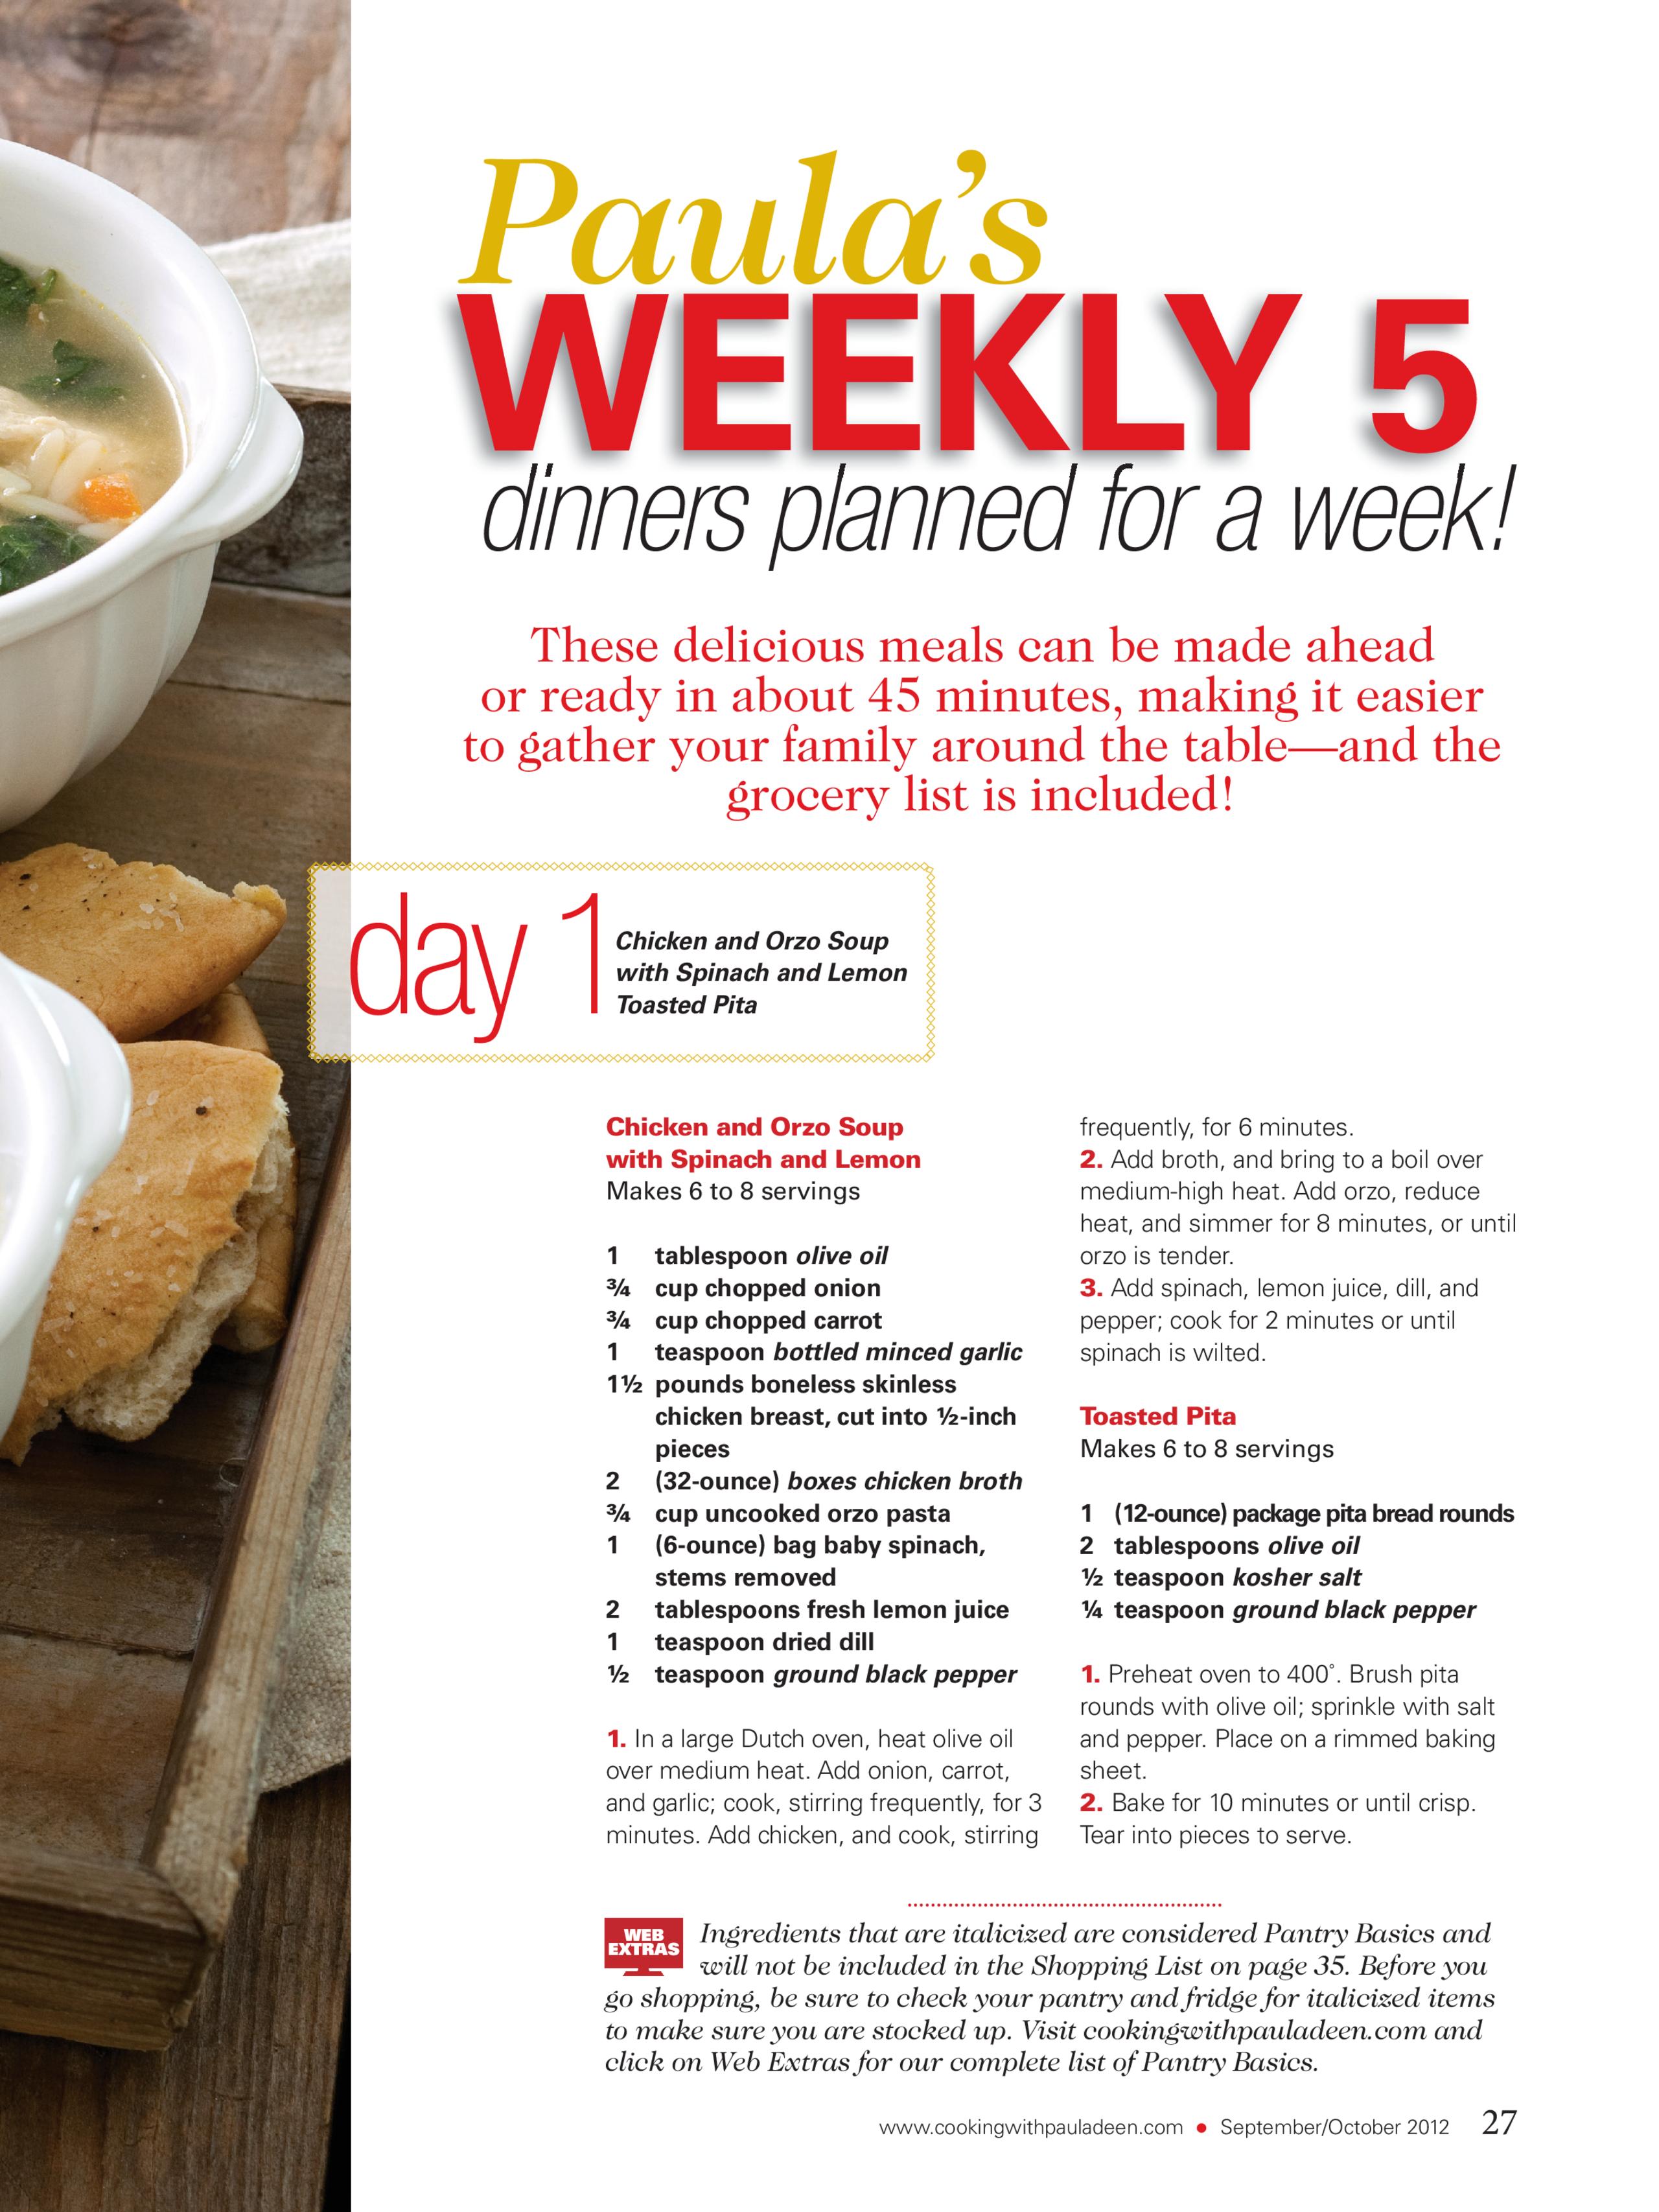 Paula's
WEEKLY 5
dinners planned for a week!
These delicious meals can be made ahead
or ready in about 45 minutes, making it easier
to gather your family around the table—and the
grocery list is included!
day 1
Chicken and Orzo Soup
with Spinach and Lemon
Toasted Pita
Chicken and Orzo Soup
with Spinach and Lemon
Makes 6 to 8 servings
1 tablespoon olive oil
¾ cup chopped onion
¾ cup chopped carrot
1 teaspoon bottled minced garlic
1½ pounds boneless skinless
chicken breast, cut into ½-inch
pieces
2 (32-ounce) boxes chicken broth
¾ cup uncooked orzo pasta
1 (6-ounce) bag baby spinach,
stems removed
2 tablespoons fresh lemon juice
1 teaspoon dried dill
½ teaspoon ground black pepper
1. In a large Dutch oven, heat olive oil
over medium heat. Add onion, carrot,
and garlic; cook, stirring frequently, for 3
minutes. Add chicken, and cook, stirring
frequently, for 6 minutes.
2. Add broth, and bring to a boil over
medium-high heat. Add orzo, reduce
heat, and simmer for 8 minutes, or until
orzo is tender.
3. Add spinach, lemon juice, dill, and
pepper; cook for 2 minutes or until
spinach is wilted.
Toasted Pita
Makes 6 to 8 servings
1 (12-ounce) package pita bread rounds
2 tablespoons olive oil
½ teaspoon kosher salt
¼ teaspoon ground black pepper
1. Preheat oven to 400°. Brush pita
rounds with olive oil; sprinkle with salt
and pepper. Place on a rimmed baking
sheet.
2. Bake for 10 minutes or until crisp.
Tear into pieces to serve.
WEB
EXTRAS
Ingredients that are italicized are considered Pantry Basics and
will not be included in the Shopping List on page 35. Before you
go shopping, be sure to check your pantry and fridge for italicized items
to make sure you are stocked up. Visit cookingwithpauladeen.com and
click on Web Extras for our complete list of Pantry Basics.
www.cookingwithpauladeen.com • September/October 2012 27